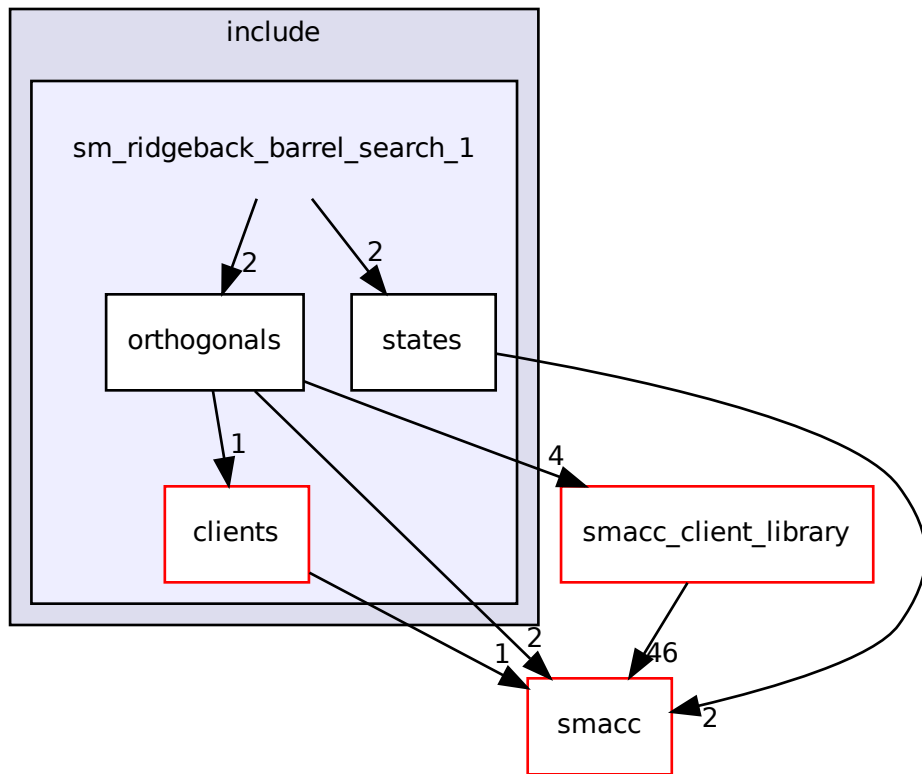 include
sm_ridgeback_barrel_search_1
2
2
orthogonals
states
1
4
clients
smacc_client_library
1
2
46
2
smacc